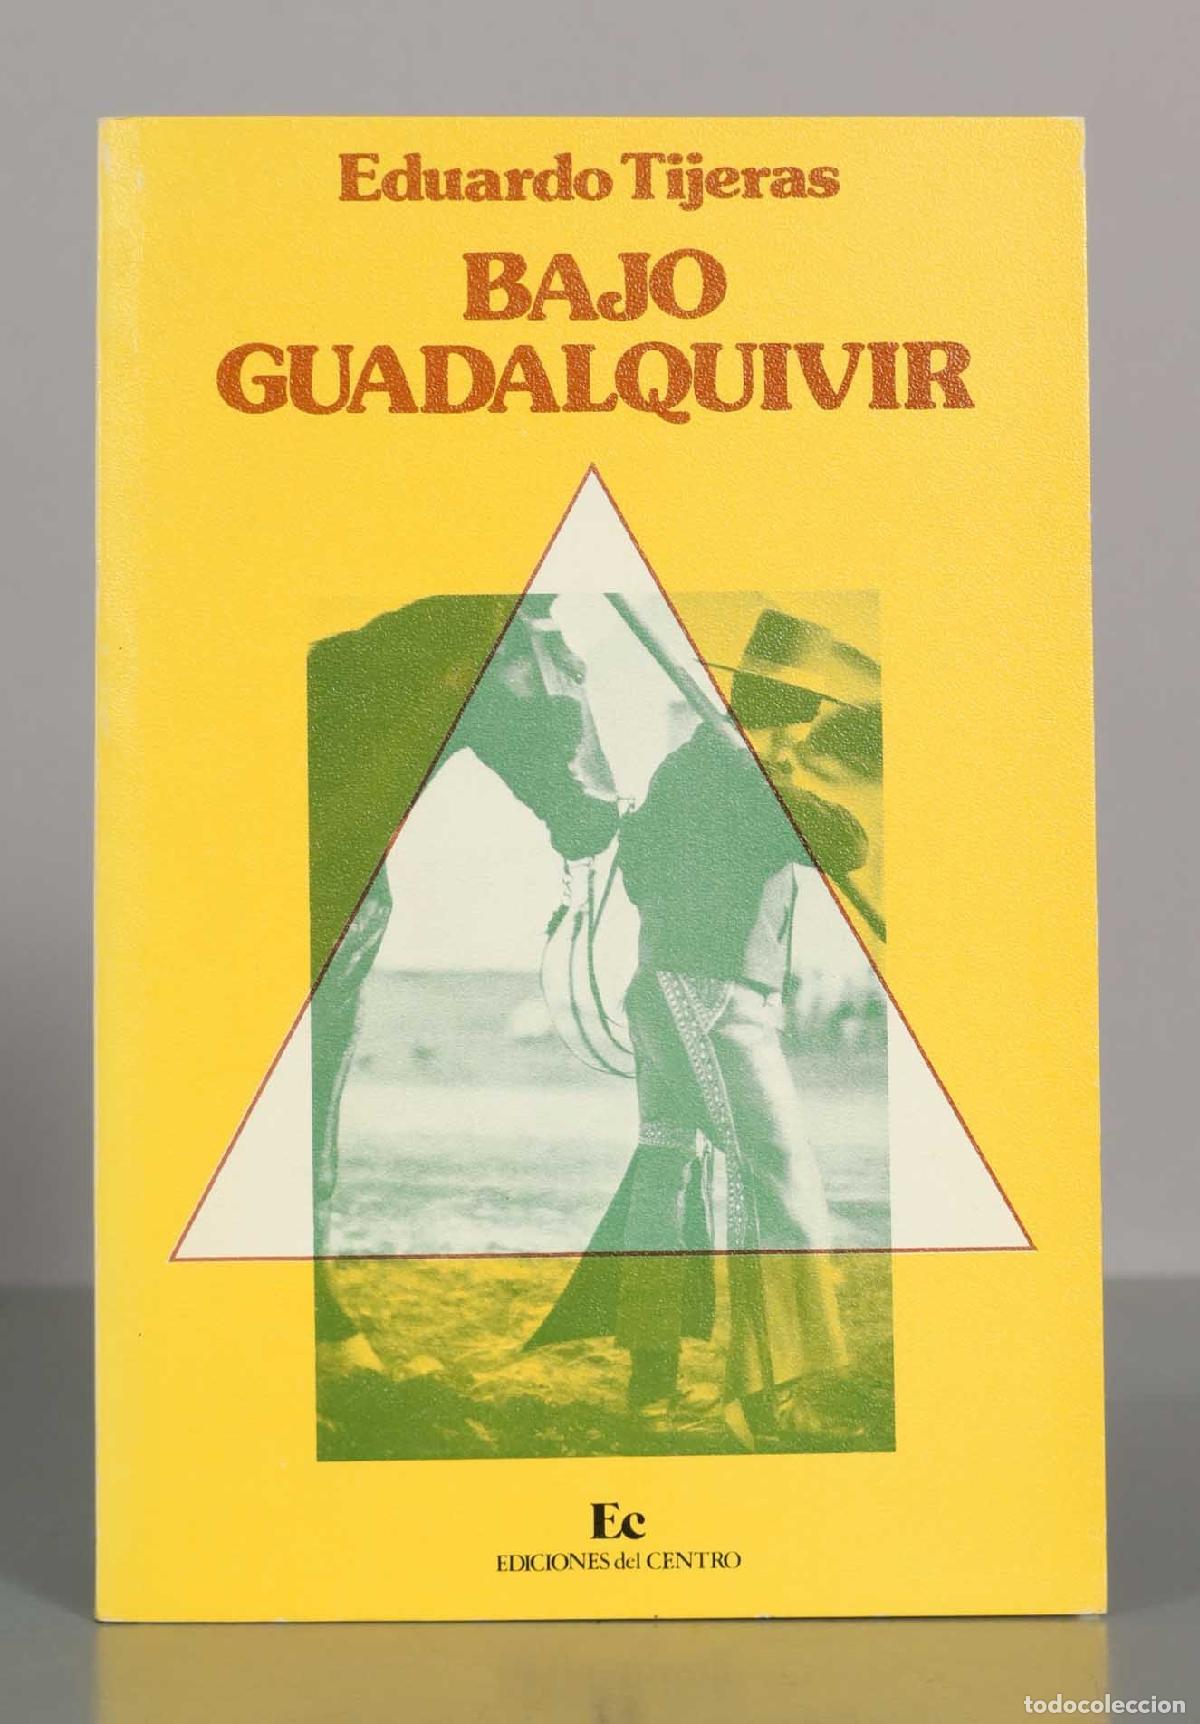 Eduardo Tijeras
BAJO
GUADALQUIVIR
Ec
EDICIONES del CENTRO
todocoleccion